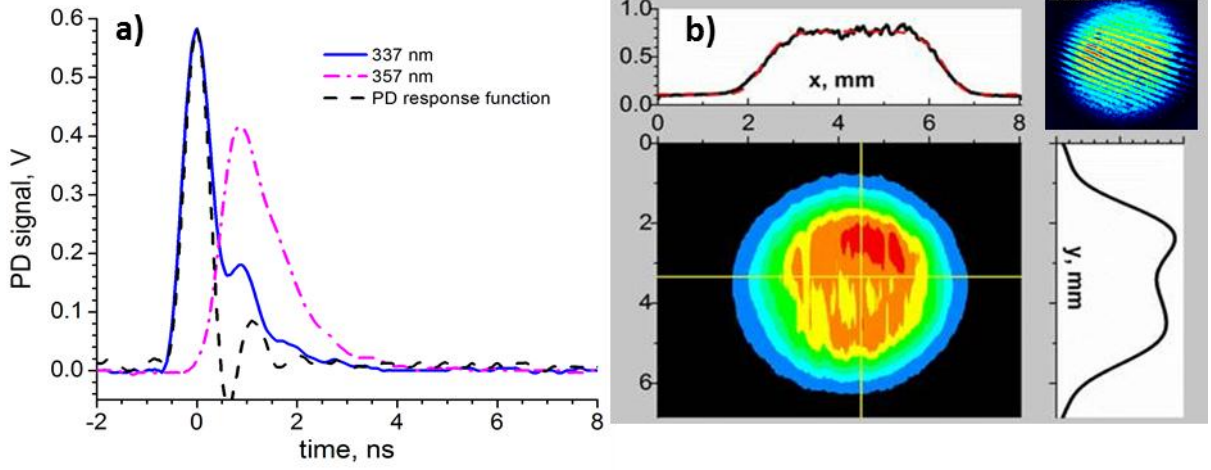 a)
PD signal, V
0.6
0.5
0.4
0.3
0.2
0.1
0.0
337 nm
357 nm
PD response function
-2
0
2
4
6
8
time, ns
b)
1.0
0.5
0.0
x, mm
0
2
4
6
8
0
2
4
6
y, mm